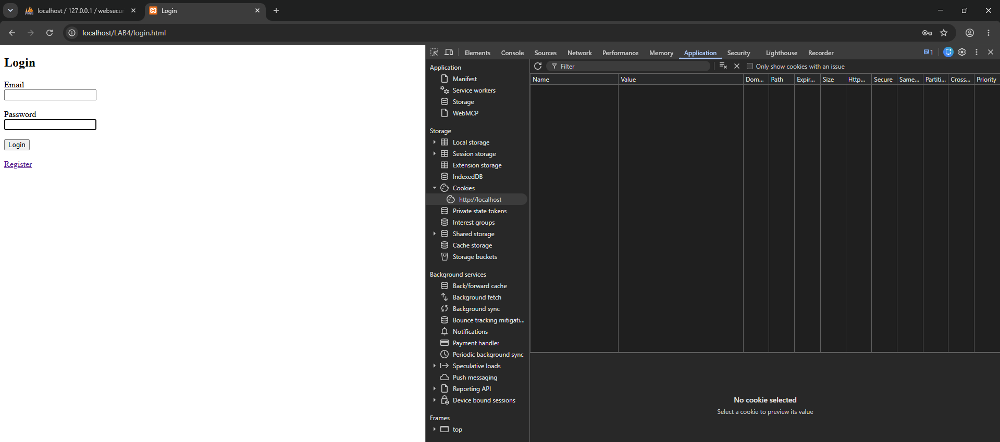 localhost / 127.0.0.1 / websecur
Login
localhost/LAB4/login.html
Login
Email
Password
Login
Register
Elements
Console
Sources
Network
Performance
Memory
Application
Security
Lighthouse
Recorder
1
Application
Manifest
Service workers
Storage
WebMCP
Storage
Local storage
Session storage
Extension storage
IndexedDB
Cookies
http://localhost
Private state tokens
Interest groups
Shared storage
Cache storage
Storage buckets
Background services
Back/forward cache
Background fetch
Background sync
Bounce tracking mitigati...
Notifications
Payment handler
Periodic background sync
Speculative loads
Push messaging
Reporting API
Device bound sessions
Frames
top
Filter
Only show cookies with an issue
Name Value Dom... Path Expir... Size Http... Secure Same... Partiti... Cross... Priority
No cookie selected
Select a cookie to preview its value